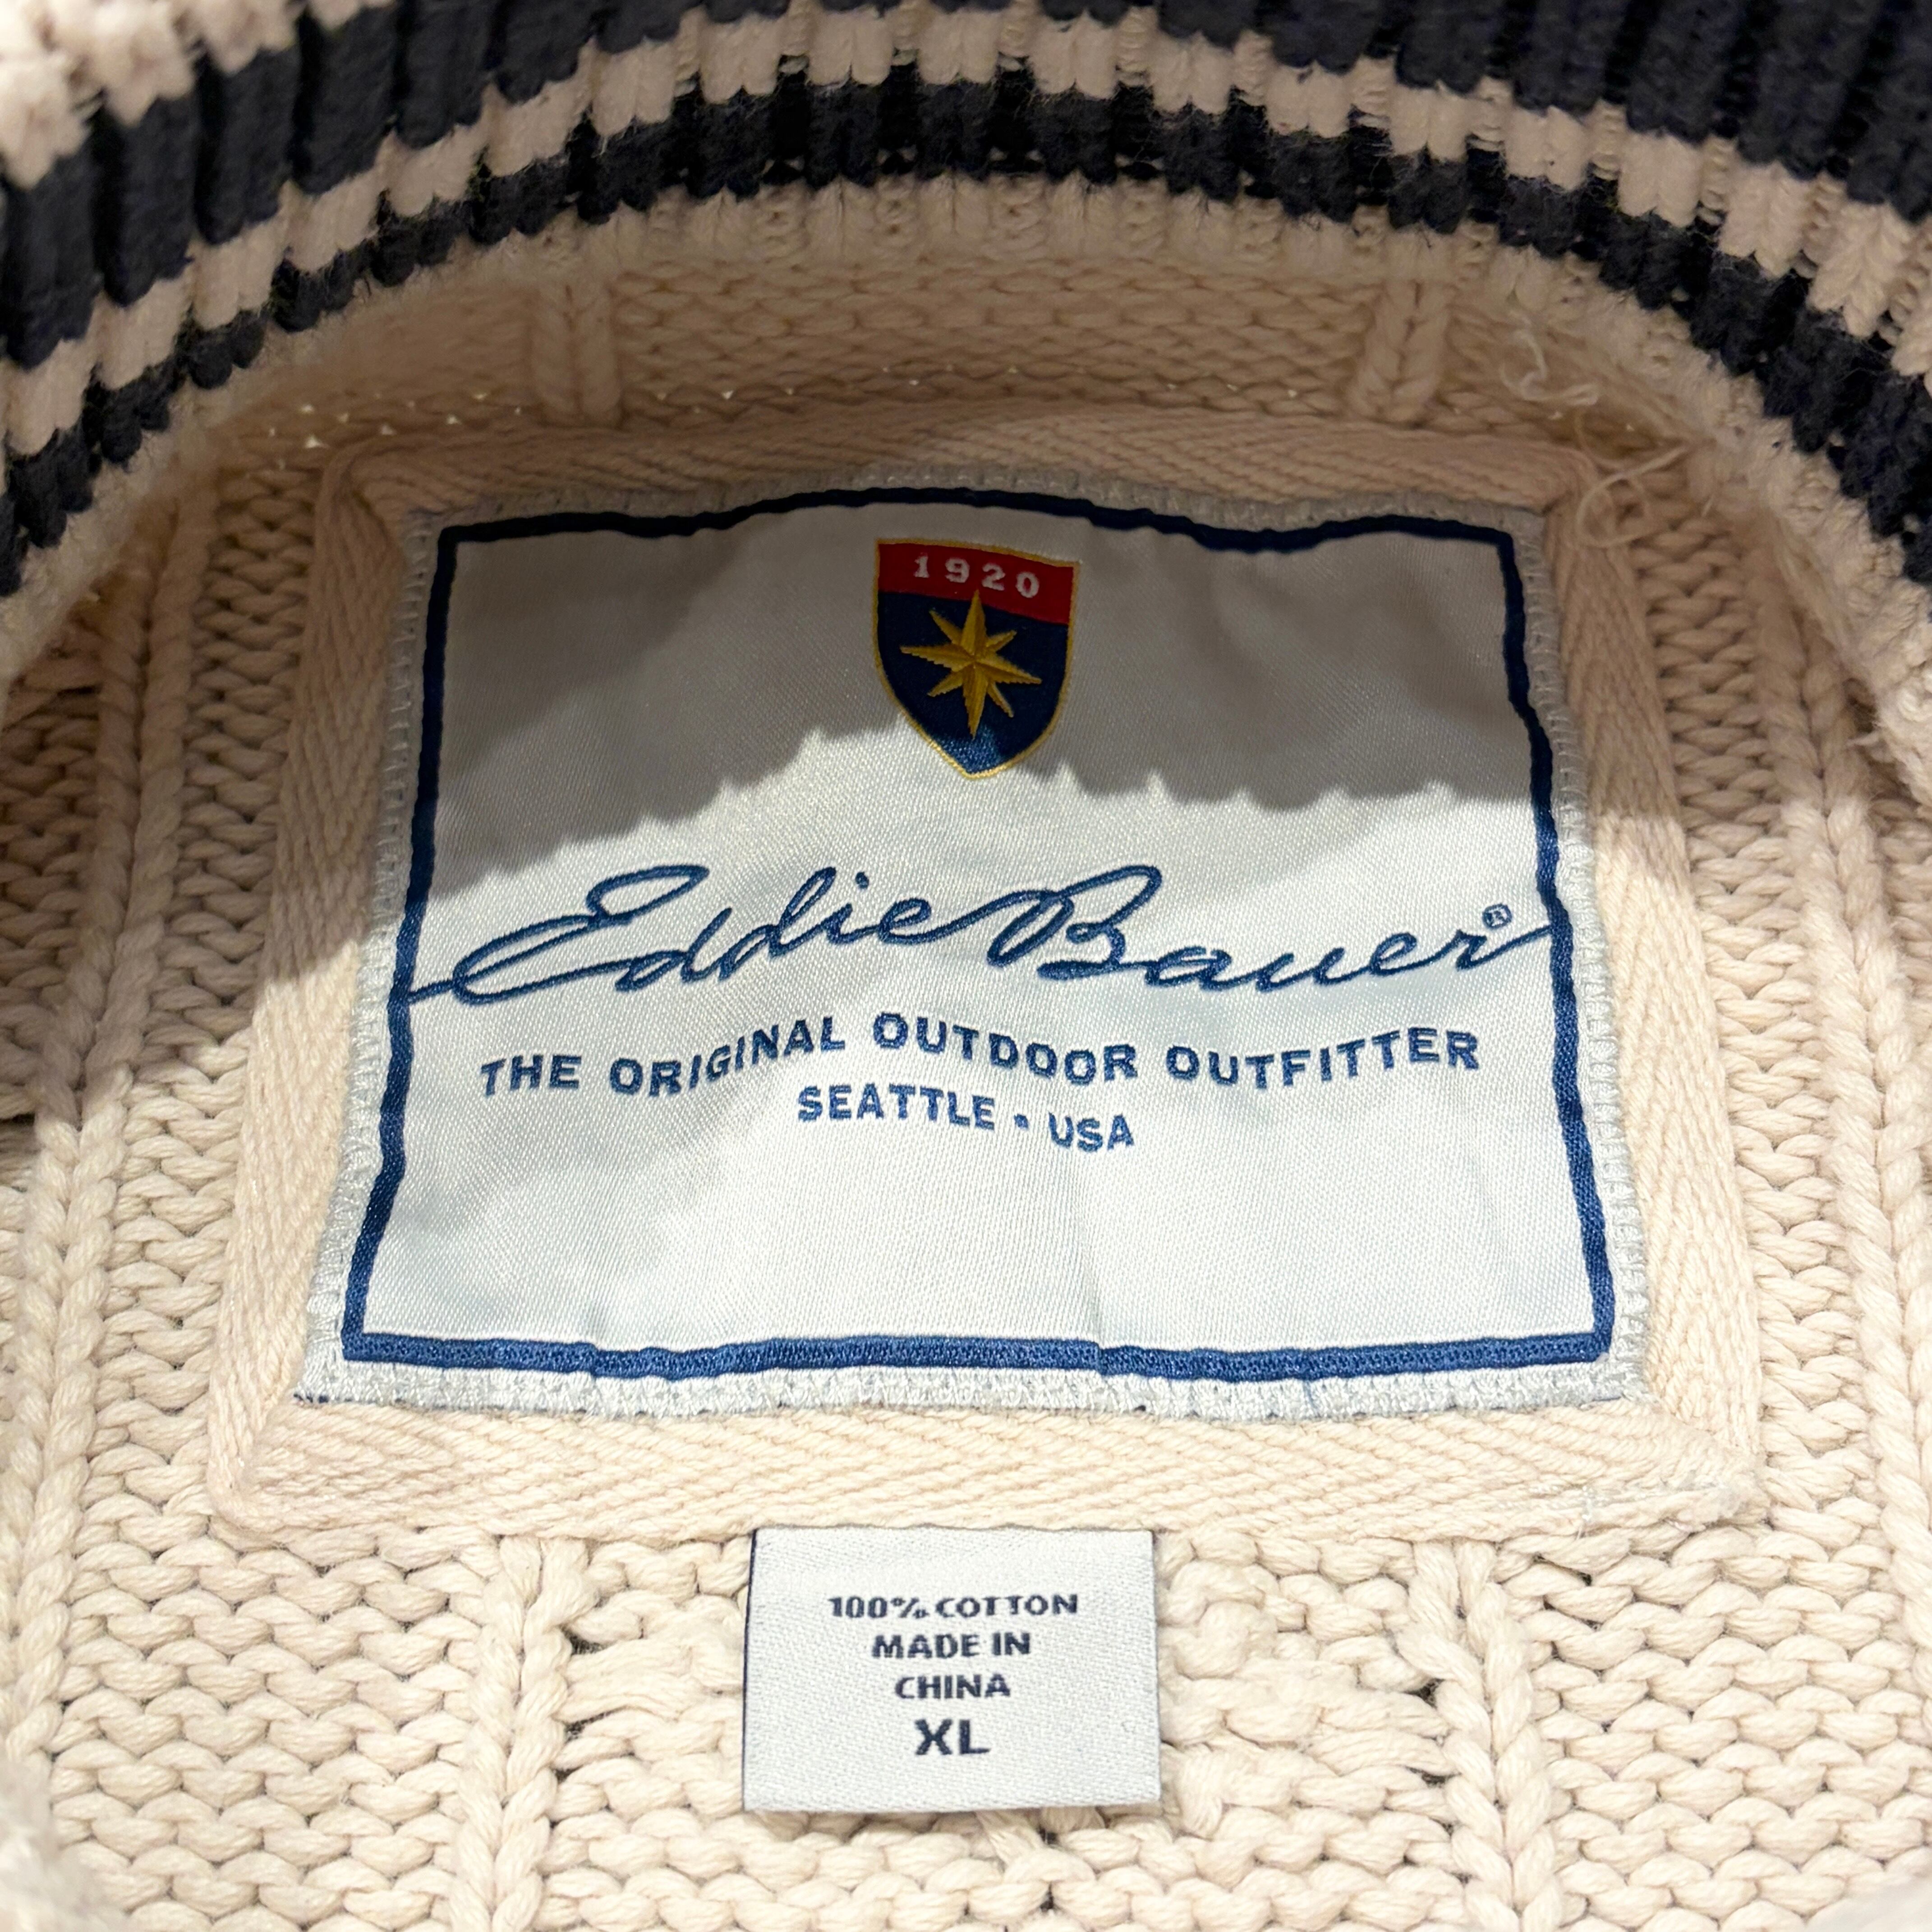 1920
Eddie Bauer®
THE ORIGINAL OUTDOOR OUTFITTER
SEATTLE • USA
100% COTTON
MADE IN
CHINA
XL